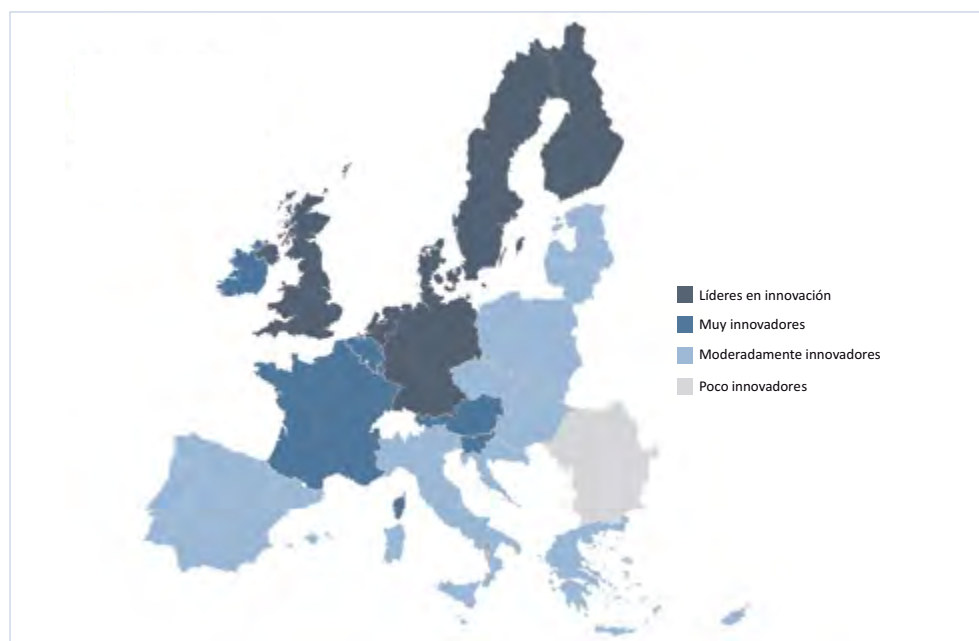 Líderes en innovación
Muy innovadores
Moderadamente innovadores
Poco innovadores